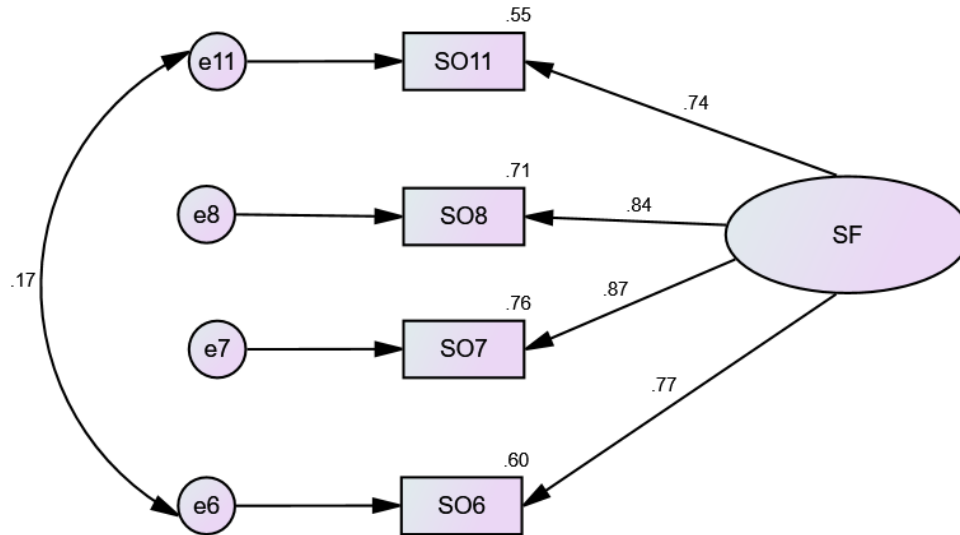 .55
e11
SO11
.74
.71
e8
SO8
.84
SF
.17
.87
.76
e7
SO7
.77
.60
e6
SO6